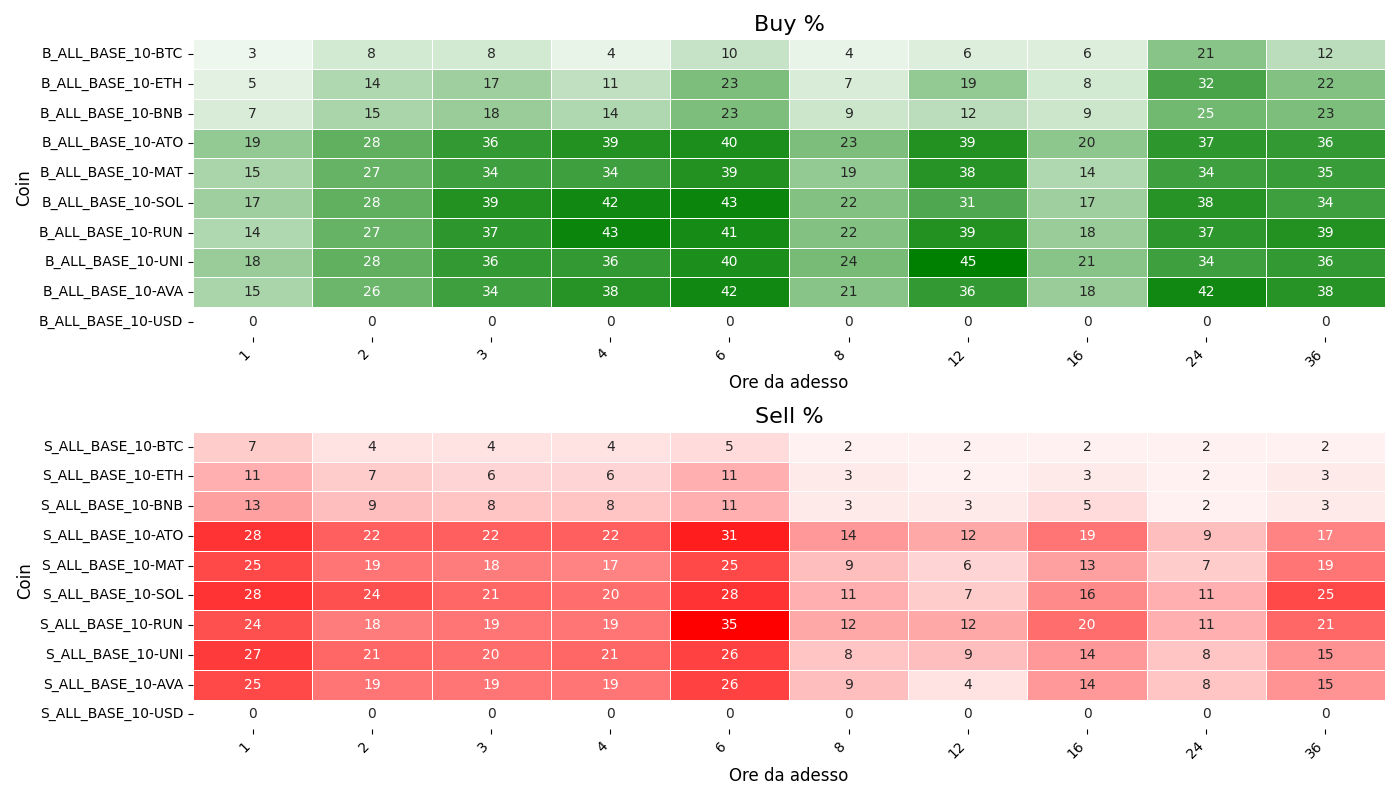 Buy %
Coin
B_ALL_BASE_10-BTC 3 8 8 4 10 4 6 6 21 12
B_ALL_BASE_10-ETH 5 14 17 11 23 7 19 8 32 22
B_ALL_BASE_10-BNB 7 15 18 14 23 9 12 9 25 23
B_ALL_BASE_10-ATO 19 28 36 39 40 23 39 20 37 36
B_ALL_BASE_10-MAT 15 27 34 34 39 19 38 14 34 35
B_ALL_BASE_10-SOL 17 28 39 42 43 22 31 17 38 34
B_ALL_BASE_10-RUN 14 27 37 43 41 22 39 18 37 39
B_ALL_BASE_10-UNI 18 28 36 36 40 24 45 21 34 36
B_ALL_BASE_10-AVA 15 26 34 38 42 21 36 18 42 38
B_ALL_BASE_10-USD 0 0 0 0 0 0 0 0 0 0
1 2 3 4 6 8 12 16 24 36
Ore da adesso
Sell %
Coin
S_ALL_BASE_10-BTC 7 4 4 4 5 2 2 2 2 2
S_ALL_BASE_10-ETH 11 7 6 6 11 3 2 3 2 3
S_ALL_BASE_10-BNB 13 9 8 8 11 3 3 5 2 3
S_ALL_BASE_10-ATO 28 22 22 22 31 14 12 19 9 17
S_ALL_BASE_10-MAT 25 19 18 17 25 9 6 13 7 19
S_ALL_BASE_10-SOL 28 24 21 20 28 11 7 16 11 25
S_ALL_BASE_10-RUN 24 18 19 19 35 12 12 20 11 21
S_ALL_BASE_10-UNI 27 21 20 21 26 8 9 14 8 15
S_ALL_BASE_10-AVA 25 19 19 19 26 9 4 14 8 15
S_ALL_BASE_10-USD 0 0 0 0 0 0 0 0 0 0
1 2 3 4 6 8 12 16 24 36
Ore da adesso